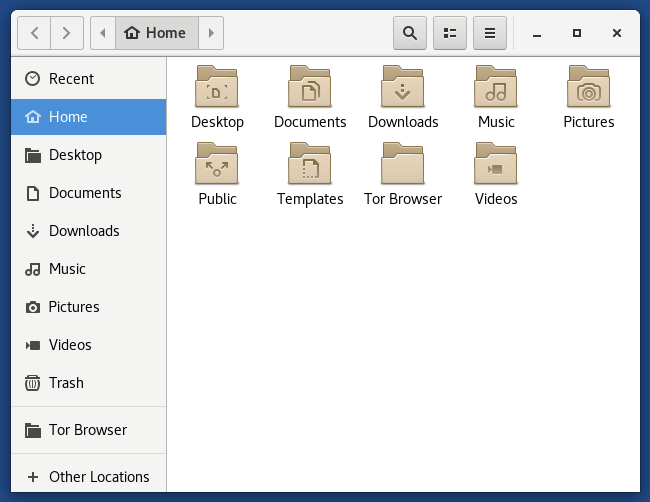 Home
Recent
Home
Desktop
Documents
Downloads
Music
Pictures
Videos
Trash
Tor Browser
Other Locations
Desktop Documents Downloads Music Pictures
Public Templates Tor Browser Videos